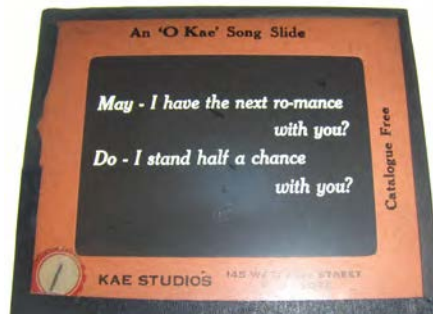 An 'O Kae' Song Slide
May - I have the next ro-mance
with you?
Do - I stand half a chance
with you?
Catalogue Free
KAE STUDIOS
145
STREET